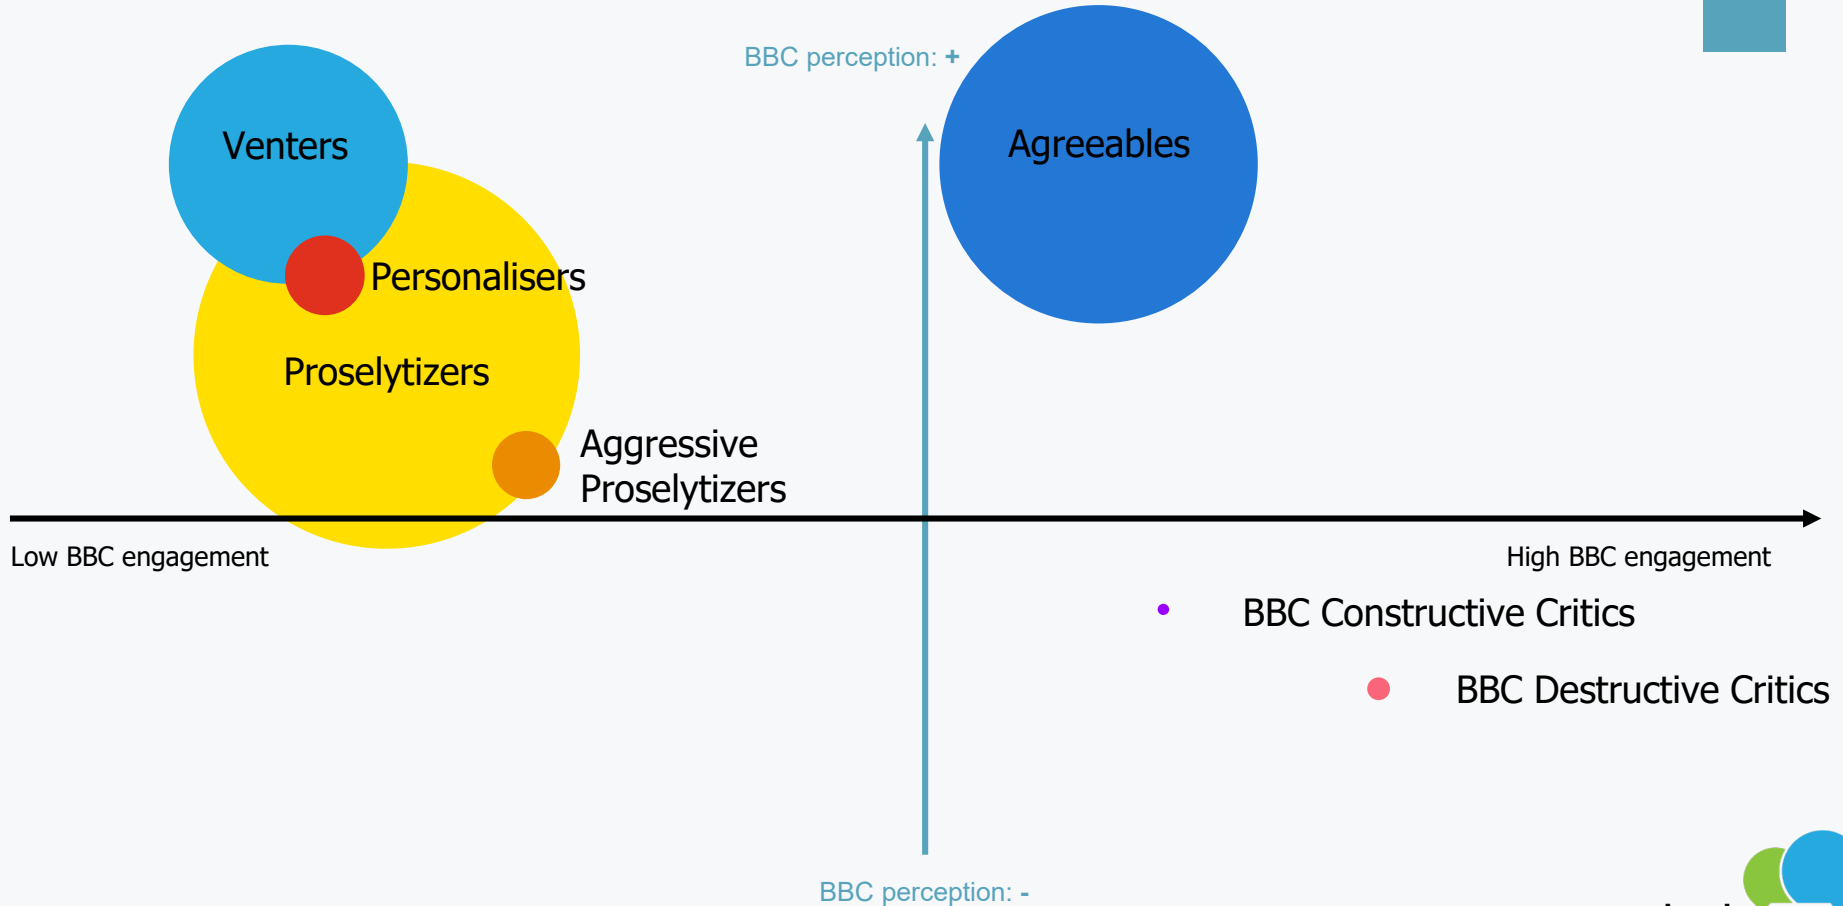 BBC perception: +
Venters
Agreeables
Personalisers
Proselytizers
Aggressive
Proselytizers
Low BBC engagement
High BBC engagement
BBC Constructive Critics
BBC Destructive Critics
BBC perception: -